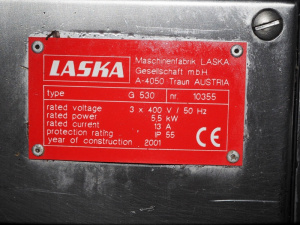 LASKA
Maschinenfabrik LASKA
Gesellschaft m.b.H.
A-4050 Traun AUSTRIA
type G 530 nr. 10355
rated voltage 3 x 400 V / 50 Hz
rated power 5,5 kW
rated current 13 A
protection rating IP 55
year of construction 2001
CE